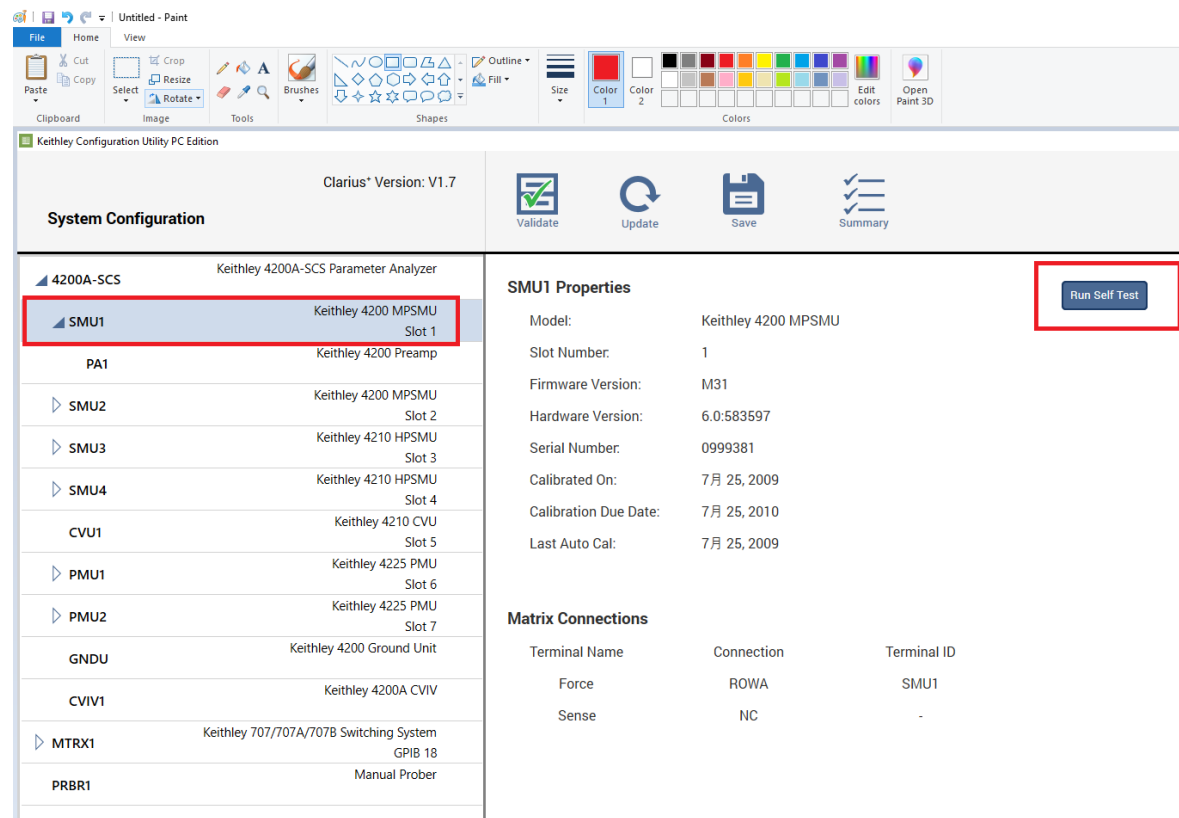 Untitled - Paint
File Home View
Paste
Cut
Copy
Clipboard
Select
Crop
Resize
Rotate
Image
A
Tools
Brushes
Outline
Fill
Shapes
Size
Color 1
Color 2
Edit colors
Colors
Open Paint 3D
Keithley Configuration Utility PC Edition
Clarius+ Version: V1.7
System Configuration
Validate
Update
Save
Summary
4200A-SCS Keithley 4200A-SCS Parameter Analyzer
SMU1 Keithley 4200 MPSMU
Slot 1
PA1 Keithley 4200 Preamp
SMU2 Keithley 4200 MPSMU
Slot 2
SMU3 Keithley 4210 HPSMU
Slot 3
SMU4 Keithley 4210 HPSMU
Slot 4
CVU1 Keithley 4210 CVU
Slot 5
PMU1 Keithley 4225 PMU
Slot 6
PMU2 Keithley 4225 PMU
Slot 7
GNDU Keithley 4200 Ground Unit
CVIV1 Keithley 4200A CVIV
MTRX1 Keithley 707/707A/707B Switching System
GPIB 18
PRBR1 Manual Prober
SMU1 Properties
Run Self Test
Model: Keithley 4200 MPSMU
Slot Number: 1
Firmware Version: M31
Hardware Version: 6.0:583597
Serial Number: 0999381
Calibrated On: 7月 25, 2009
Calibration Due Date: 7月 25, 2010
Last Auto Cal: 7月 25, 2009
Matrix Connections
Terminal Name Connection Terminal ID
Force ROWA SMU1
Sense NC -